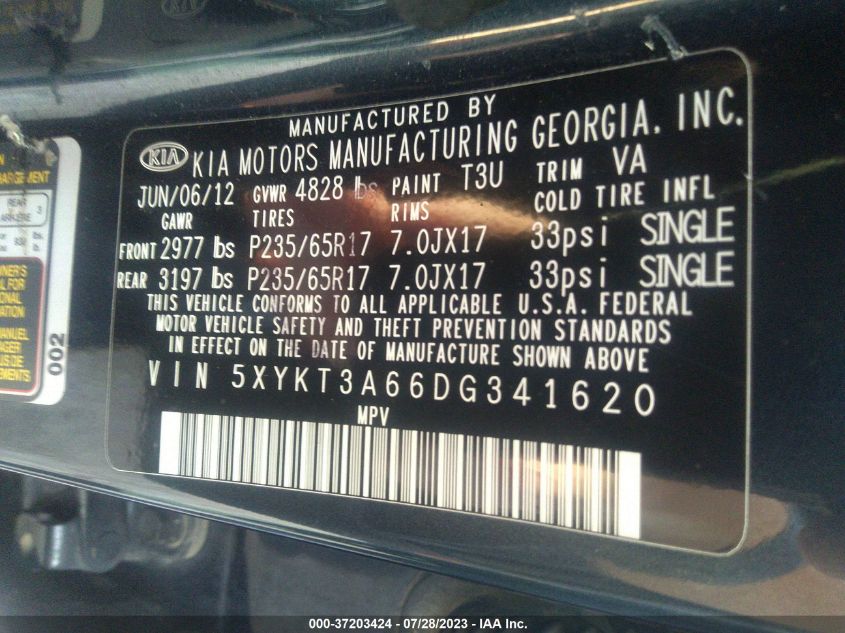 MANUFACTURED BY
KIA KIA MOTORS MANUFACTURING GEORGIA, INC.
JUN/06/12 GVWR 4828 lbs PAINT T3U TRIM VA
GAWR TIRES RIMS COLD TIRE INFL
FRONT 2977 lbs P235/65R17 7.0JX17 33psi SINGLE
REAR 3197 lbs P235/65R17 7.0JX17 33psi SINGLE
THIS VEHICLE CONFORMS TO ALL APPLICABLE U.S.A. FEDERAL
MOTOR VEHICLE SAFETY AND THEFT PREVENTION STANDARDS
IN EFFECT ON THE DATE OF MANUFACTURE SHOWN ABOVE
VIN 5XYKT3A66DG341620
MPV
REAR
3
002
000-37203424 / 07/28/2023 - IAA Inc.